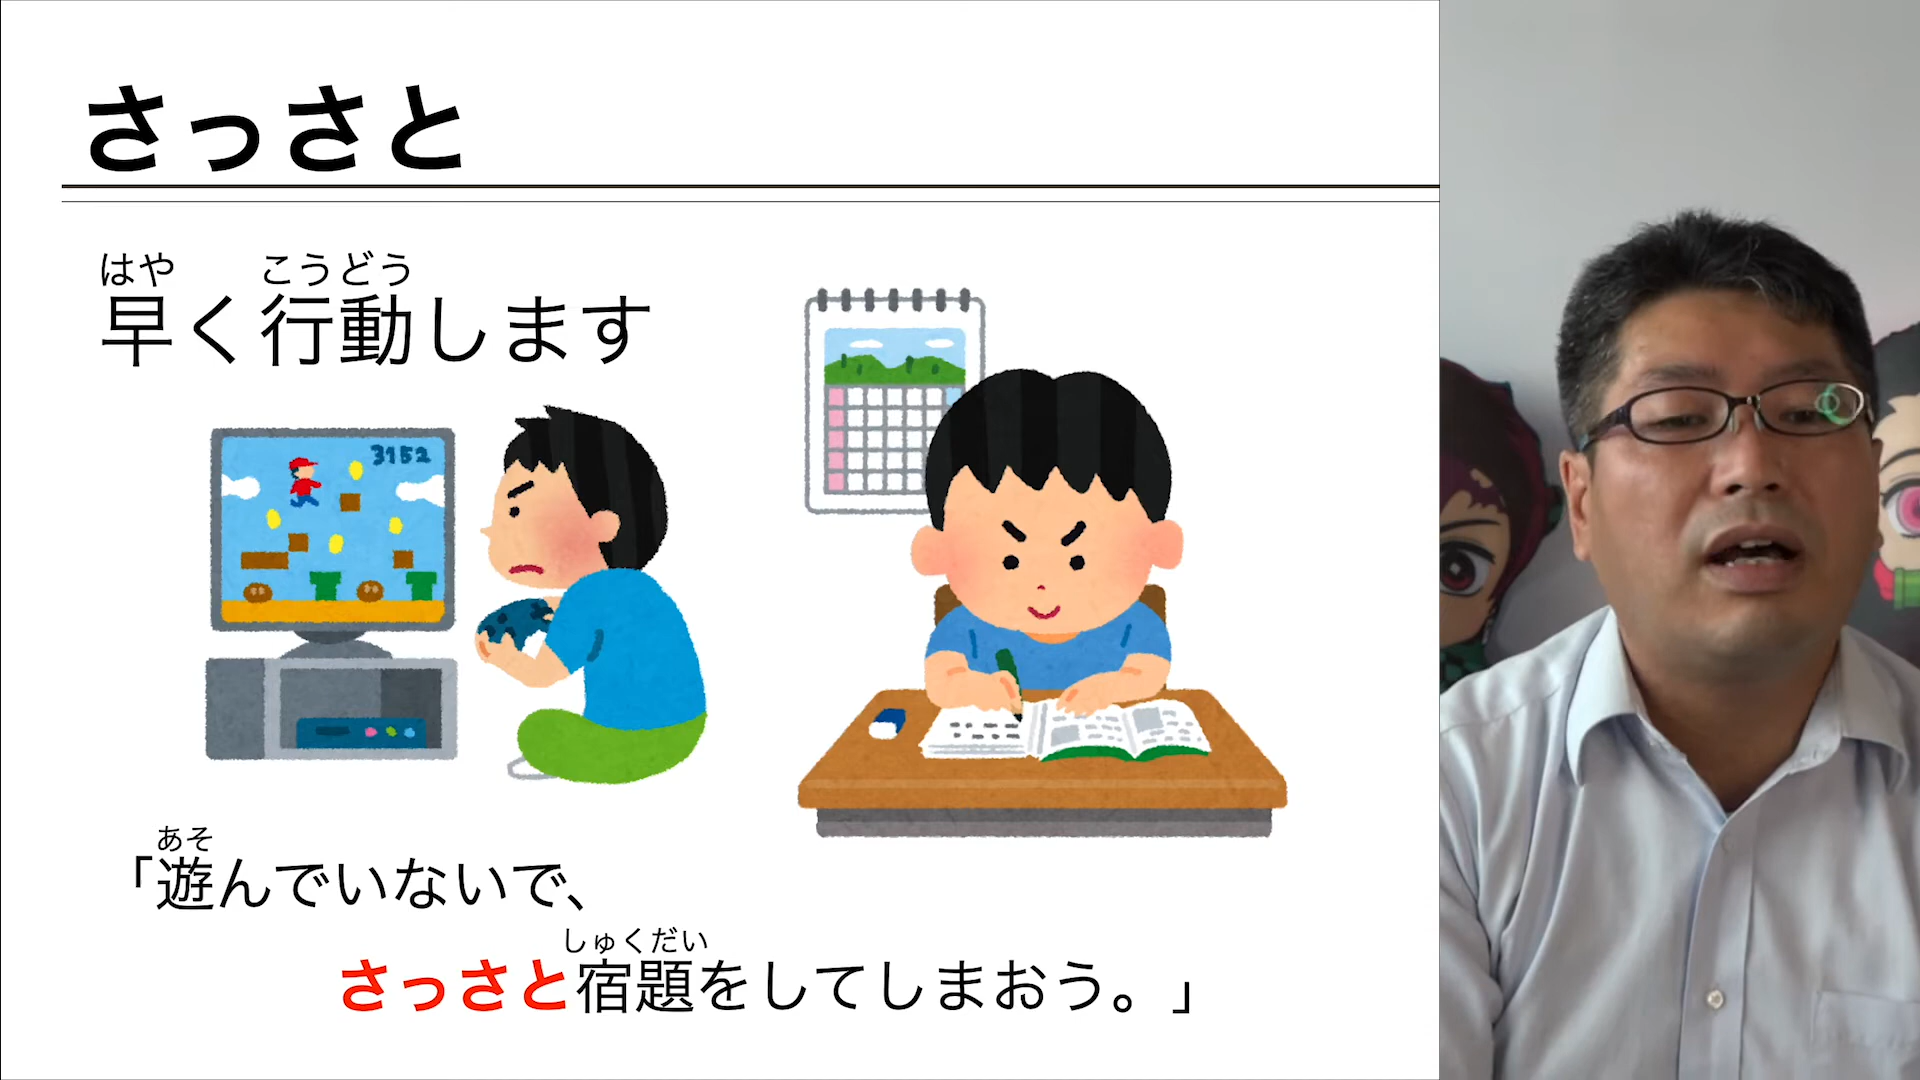 さっさと
はや こうどう
早く行動します
3152
あそ
「遊んでいないで、
しゅくだい
さっさと宿題をしてしまおう。」